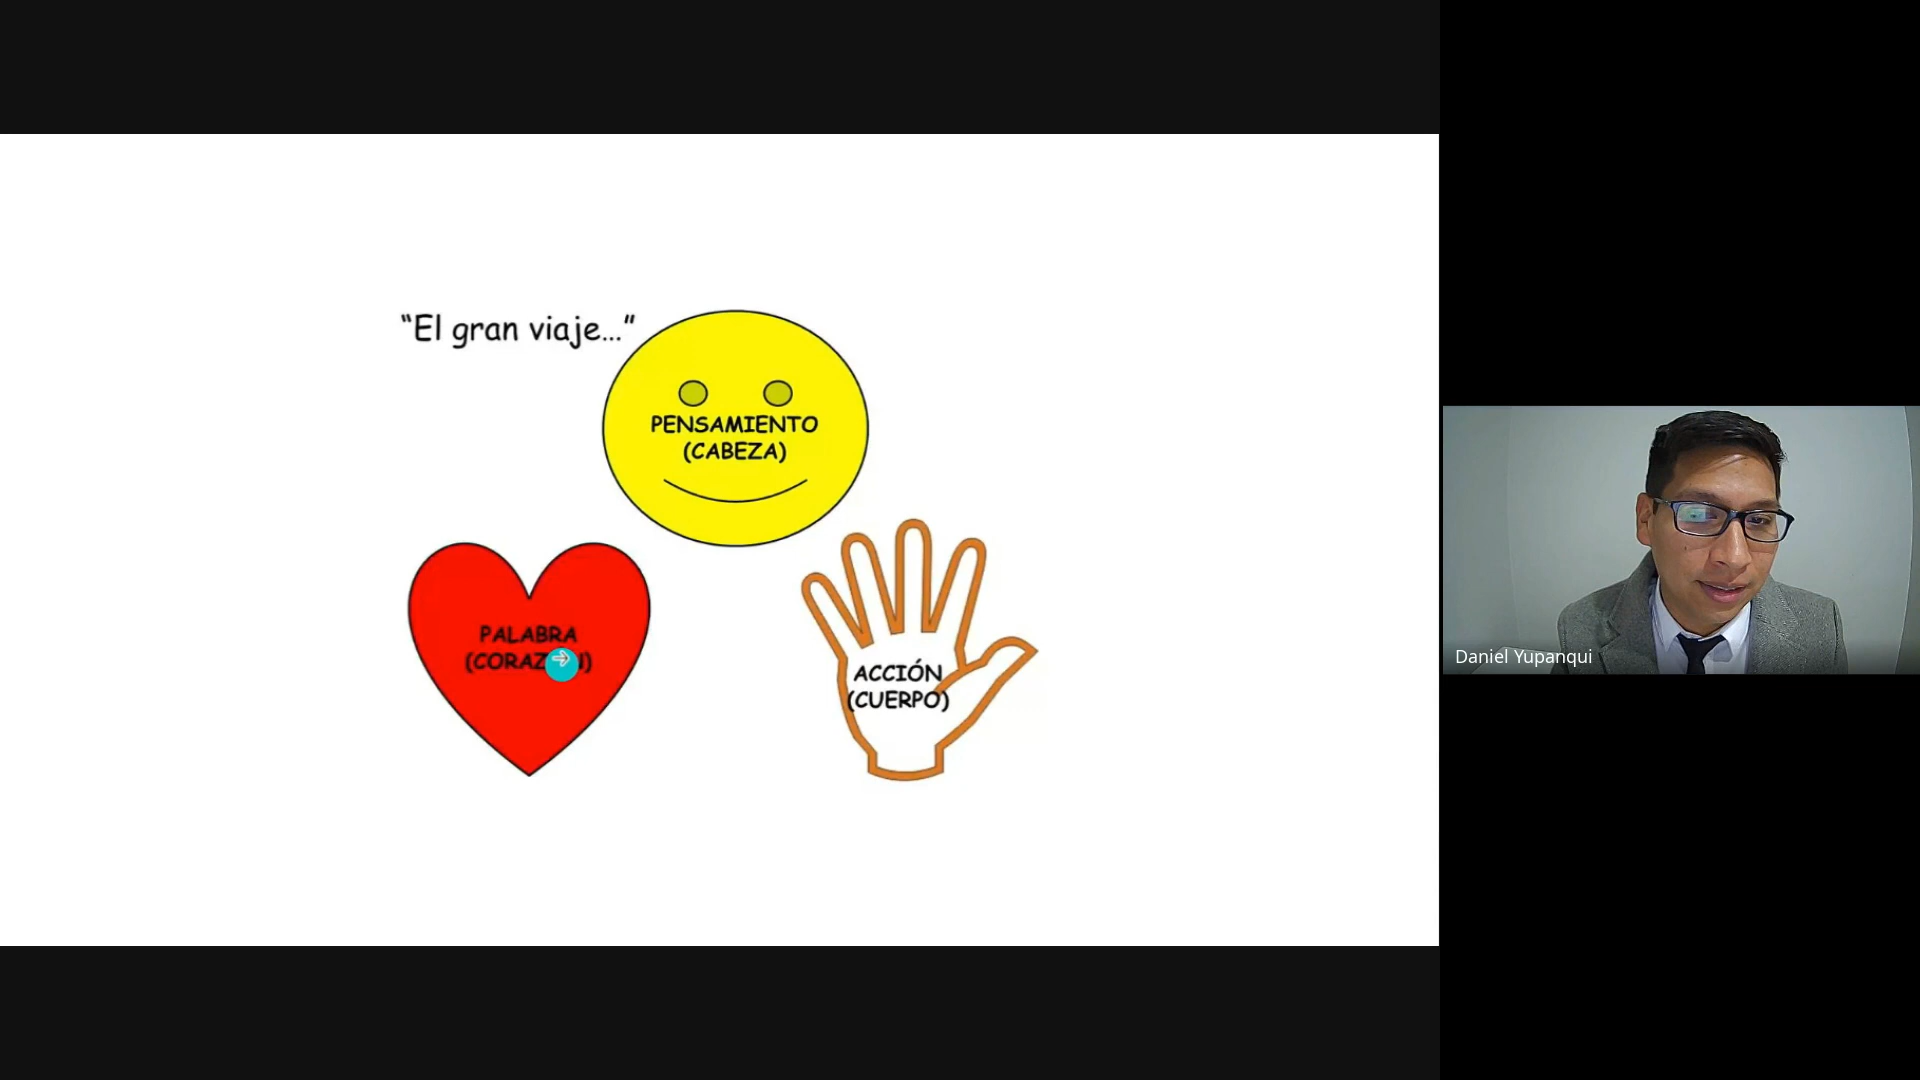 “El gran viaje...”
PENSAMIENTO
(CABEZA)
PALABRA
ACCIÓN
(CUERPO)
Daniel Yupanqui